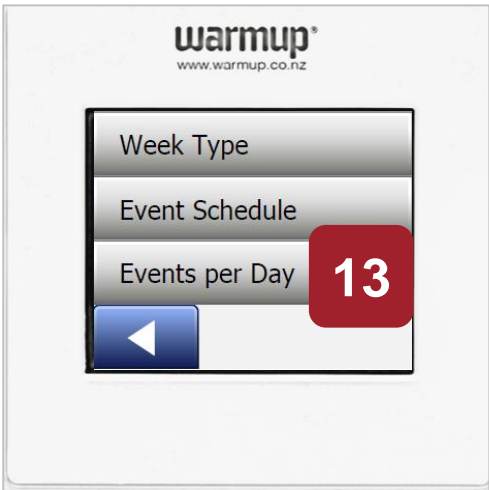 warmup®
www.warmup.co.nz
Week Type
Event Schedule
Events per Day
13